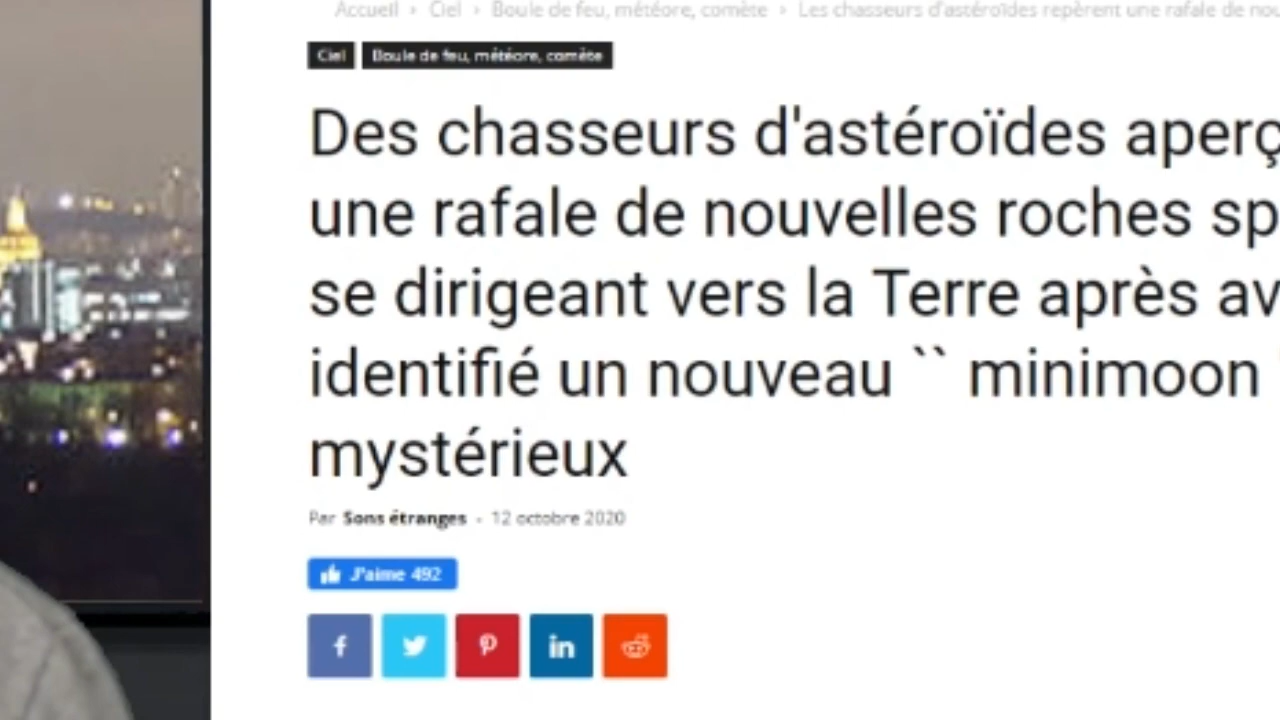 Accueil › Ciel › Boule de feu, météore, comète › Les chasseurs d'astéroïdes repèrent une rafale de nou
Ciel Boule de feu, météore, comète
Des chasseurs d'astéroïdes aperç
une rafale de nouvelles roches sp
se dirigeant vers la Terre après av
identifié un nouveau `` minimoon '
mystérieux
Par Sons étranges - 12 octobre 2020
J'aime 492